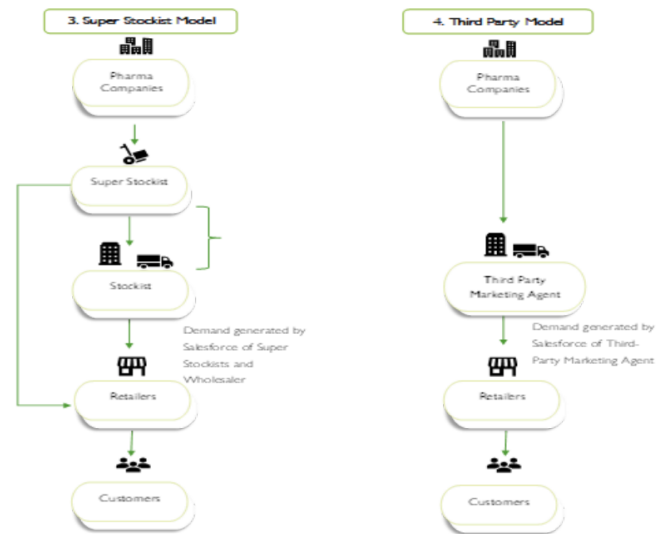 3. Super Stockist Model
Pharma
Companies
Super Stockist
Stockist
Demand generated by
Salesforce of Super
Stockists and
Wholesaler
Retailers
Customers
4. Third Party Model
Pharma
Companies
Third Party
Marketing Agent
Demand generated by
Salesforce of Third-
Party Marketing Agent
Retailers
Customers